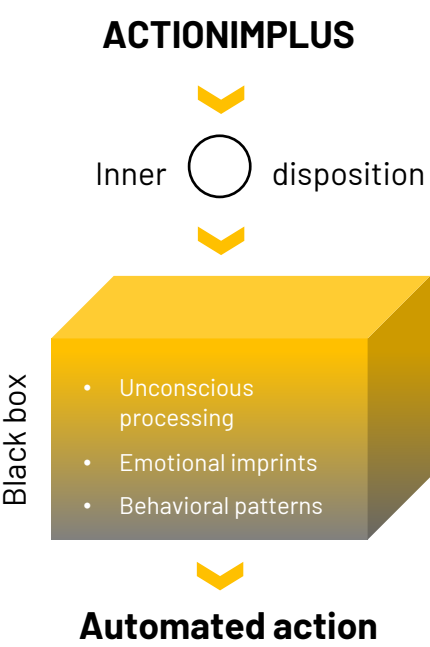 ACTIONIMPLUS
Inner disposition
Black box
• Unconscious
processing
• Emotional imprints
• Behavioral patterns
Automated action